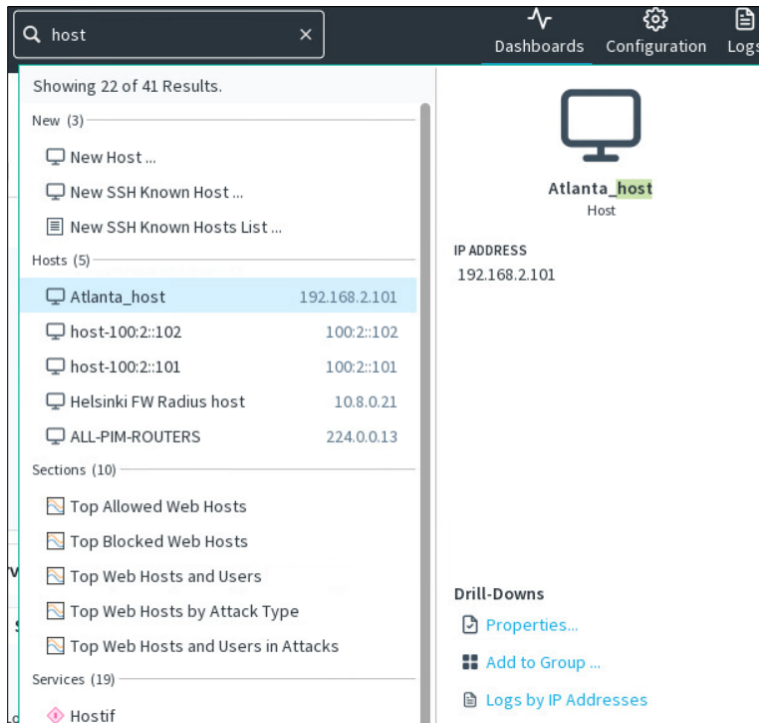 host
Dashboards
Configuration
Logs
Showing 22 of 41 Results.
New (3)
New Host ...
New SSH Known Host ...
New SSH Known Hosts List ...
Hosts (5)
Atlanta_host 192.168.2.101
host-100:2::102 100:2::102
host-100:2::101 100:2::101
Helsinki FW Radius host 10.8.0.21
ALL-PIM-ROUTERS 224.0.0.13
Sections (10)
Top Allowed Web Hosts
Top Blocked Web Hosts
Top Web Hosts and Users
Top Web Hosts by Attack Type
Top Web Hosts and Users in Attacks
Services (19)
Hostif
Atlanta_host
Host
IP ADDRESS
192.168.2.101
Drill-Downs
Properties...
Add to Group ...
Logs by IP Addresses